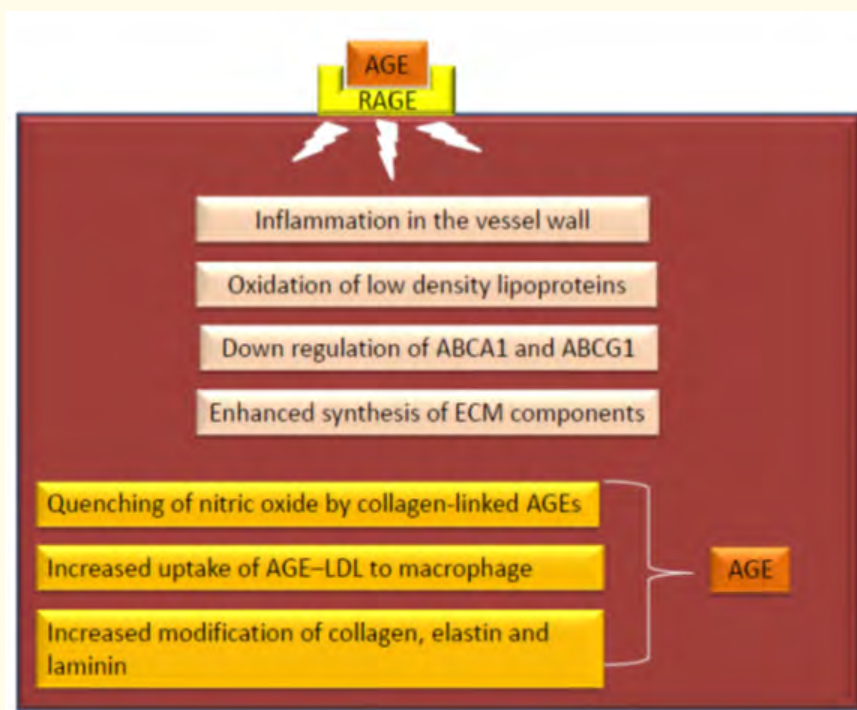 AGE
RAGE
Inflammation in the vessel wall
Oxidation of low density lipoproteins
Down regulation of ABCA1 and ABCG1
Enhanced synthesis of ECM components
Quenching of nitric oxide by collagen-linked AGEs
Increased uptake of AGE–LDL to macrophage
AGE
Increased modification of collagen, elastin and
laminin